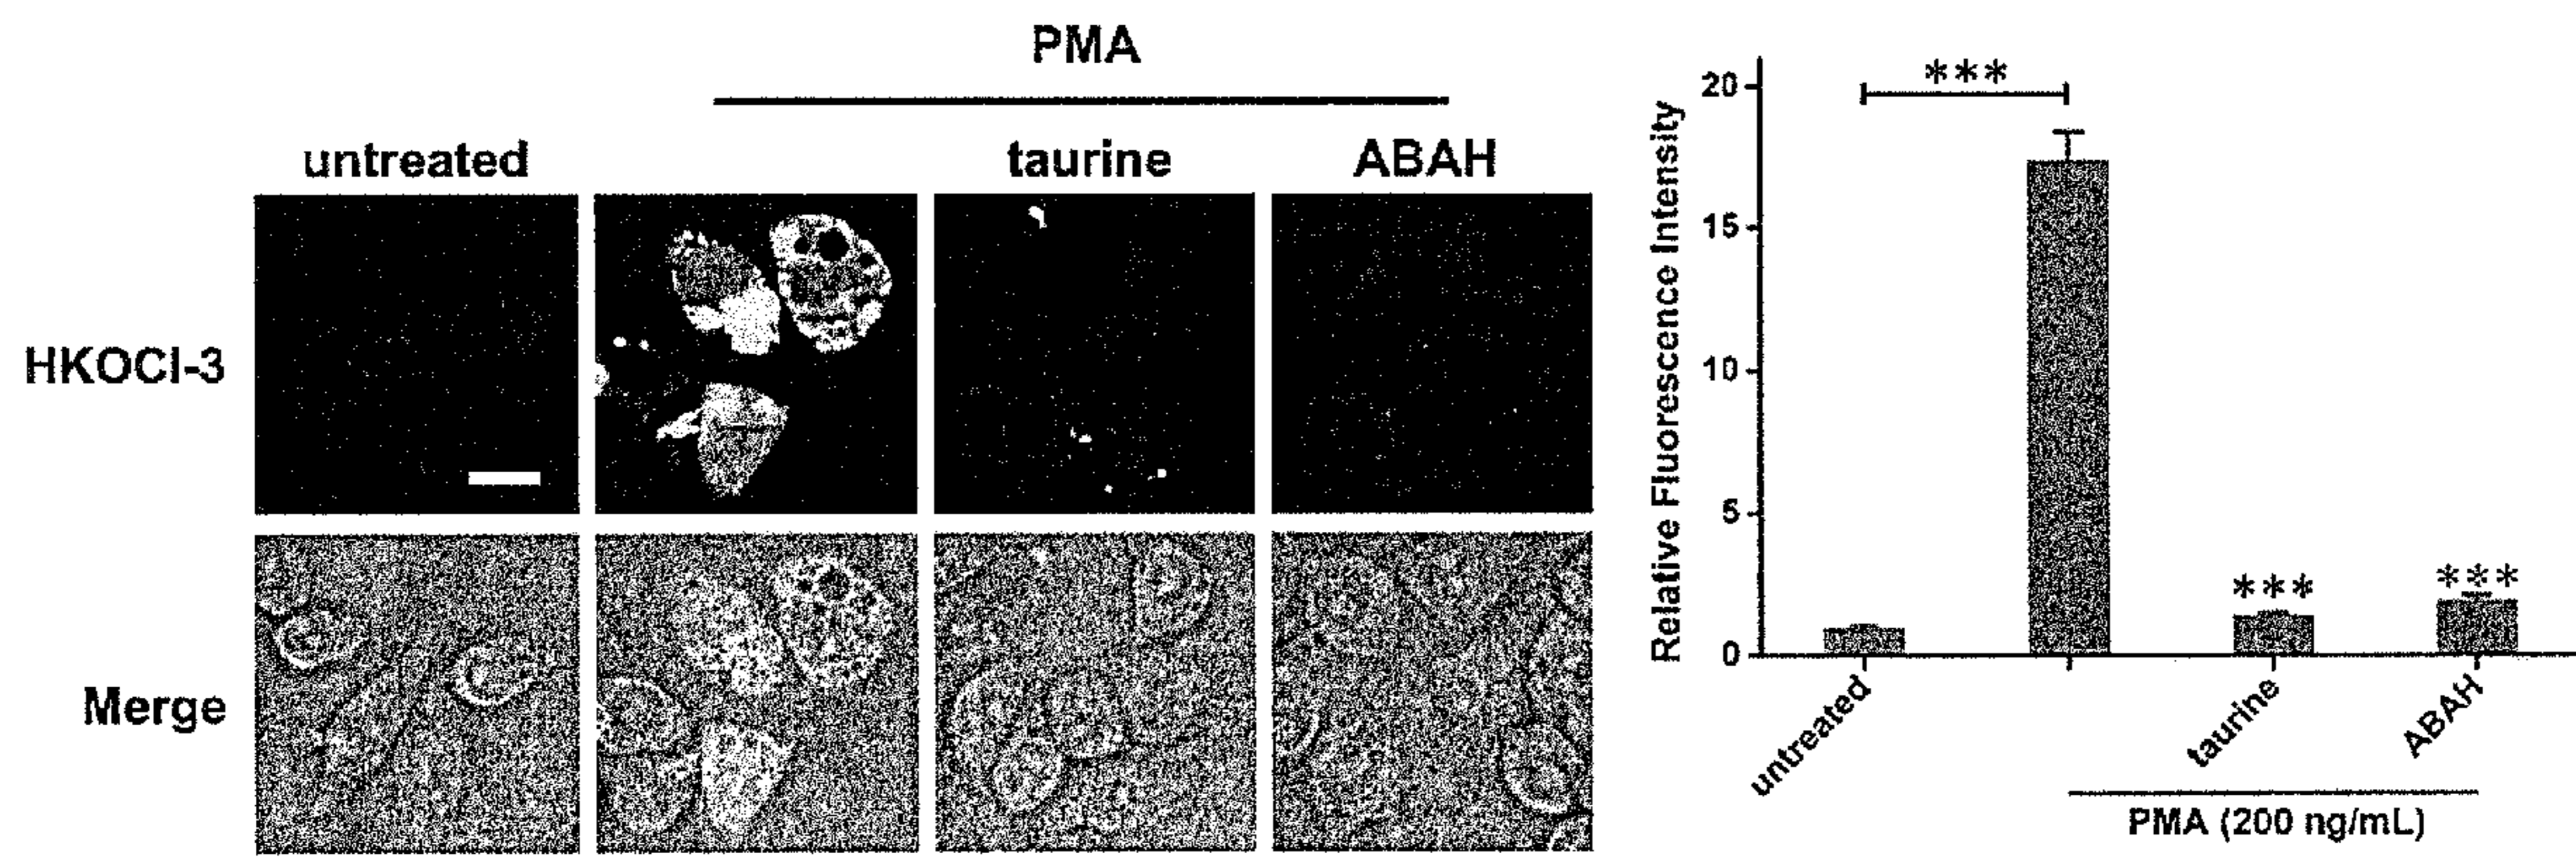 PMA
untreated
taurine
ABAH
HKOCl-3
Merge
Relative Fluorescence Intensity
20
15
10
5
0
***
***
***
untreated
taurine
ABAH
PMA (200 ng/mL)